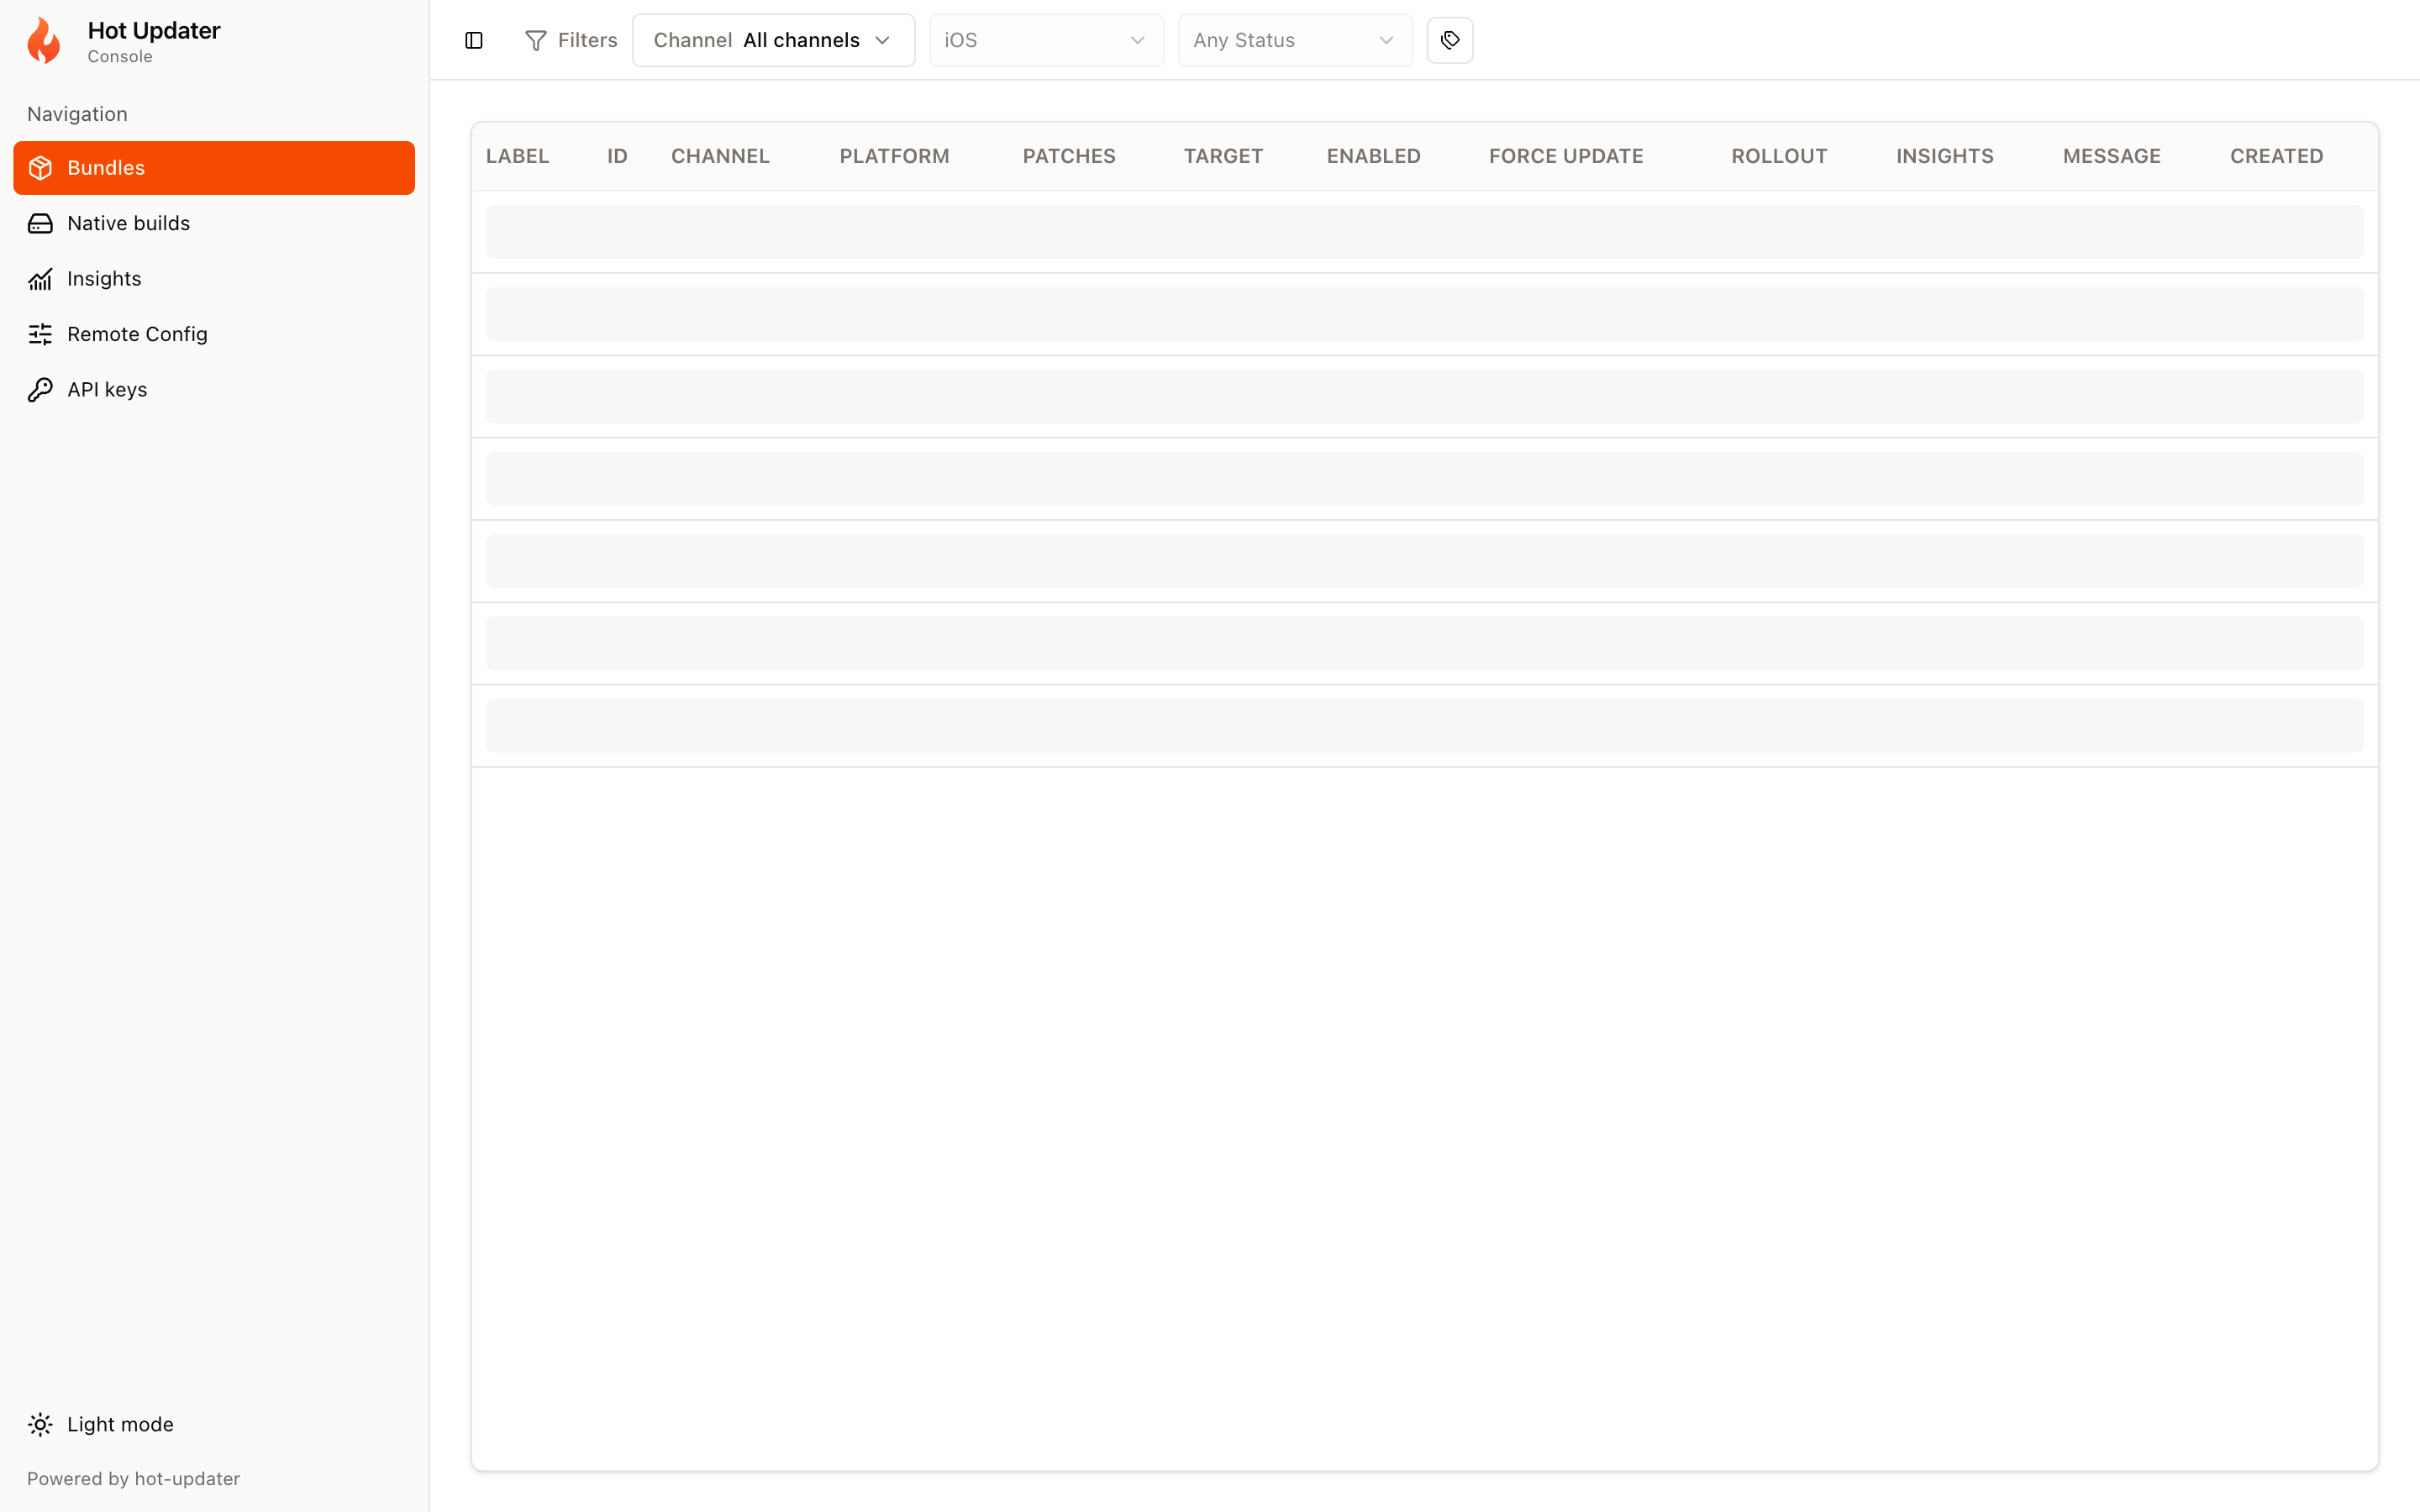 Hot Updater
Console
Navigation
Bundles
Native builds
Insights
Remote Config
API keys
Light mode
Powered by hot-updater
Filters
Channel All channels
iOS
Any Status
LABEL ID CHANNEL PLATFORM PATCHES TARGET ENABLED FORCE UPDATE ROLLOUT INSIGHTS MESSAGE CREATED